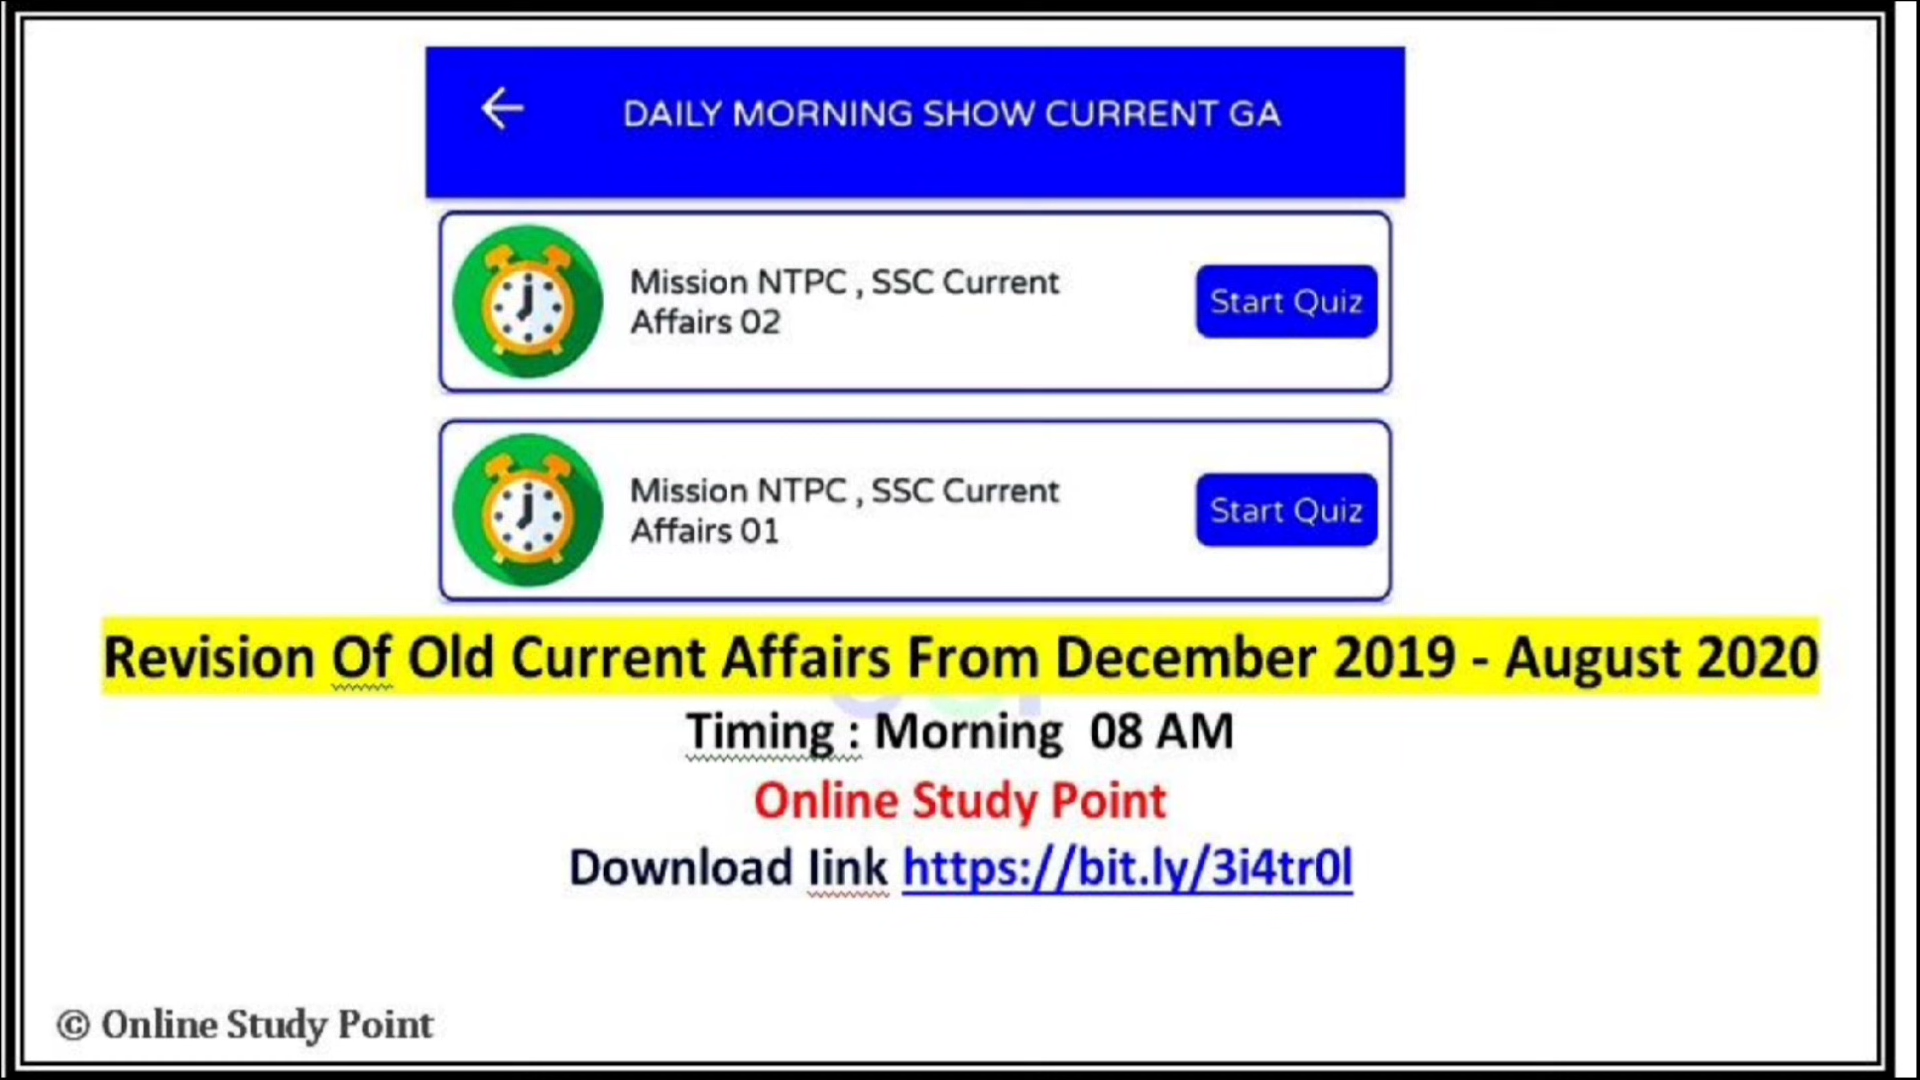 DAILY MORNING SHOW CURRENT GA
Mission NTPC , SSC Current
Affairs 02
Start Quiz
Mission NTPC , SSC Current
Affairs 01
Start Quiz
Revision Of Old Current Affairs From December 2019 - August 2020
Timing : Morning 08 AM
Online Study Point
Download link https://bit.ly/3i4tr0l
© Online Study Point